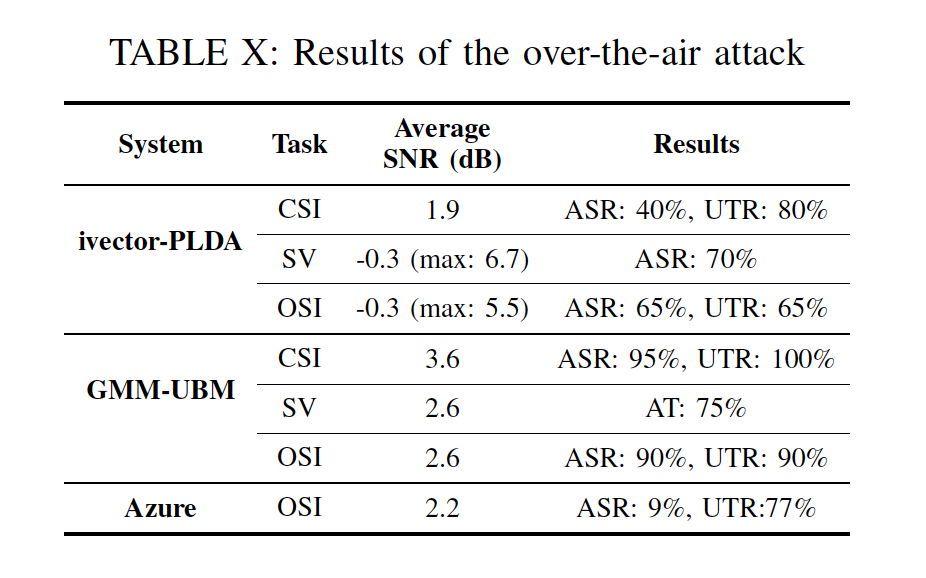 TABLE X: Results of the over-the-air attack
System Task Average SNR (dB) Results
ivector-PLDA CSI 1.9 ASR: 40%, UTR: 80%
SV -0.3 (max: 6.7) ASR: 70%
OSI -0.3 (max: 5.5) ASR: 65%, UTR: 65%
GMM-UBM CSI 3.6 ASR: 95%, UTR: 100%
SV 2.6 AT: 75%
OSI 2.6 ASR: 90%, UTR: 90%
Azure OSI 2.2 ASR: 9%, UTR:77%